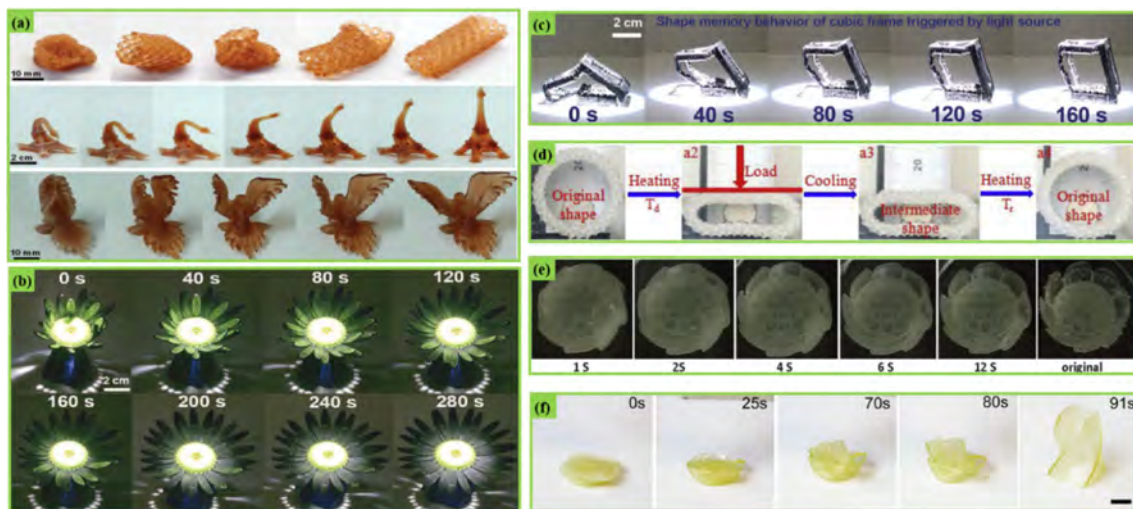 (a)
10 mm
2 cm
10 mm
(b)
0 s
40 s
80 s
120 s
2 cm
160 s
200 s
240 s
280 s
(c)
2 cm
Shape memory behavior of cubic frame triggered by light source
0 s
40 s
80 s
120 s
160 s
(d)
Original
shape
Heating
Td
a2
Load
Cooling
a3
20
Intermediate
shape
Heating
Tr
Original
shape
(e)
1 S
2S
4 S
6 S
12 S
original
(f)
0s
25s
70s
80s
91s